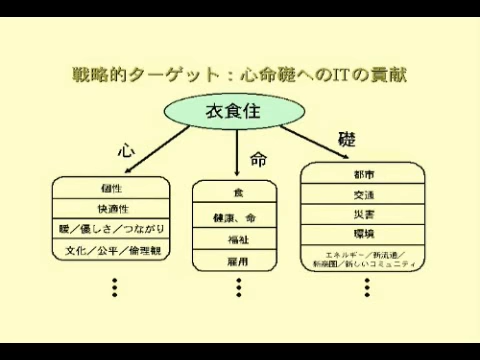 戦略的ターゲット：心命礎へのITの貢献
衣食住
心
命
礎
個性
快適性
暖／優しさ／つながり
文化／公平／倫理観
食
健康、命
福祉
雇用
都市
交通
災害
環境
エネルギー／新流通／
新商圏／新しいコミュニティ